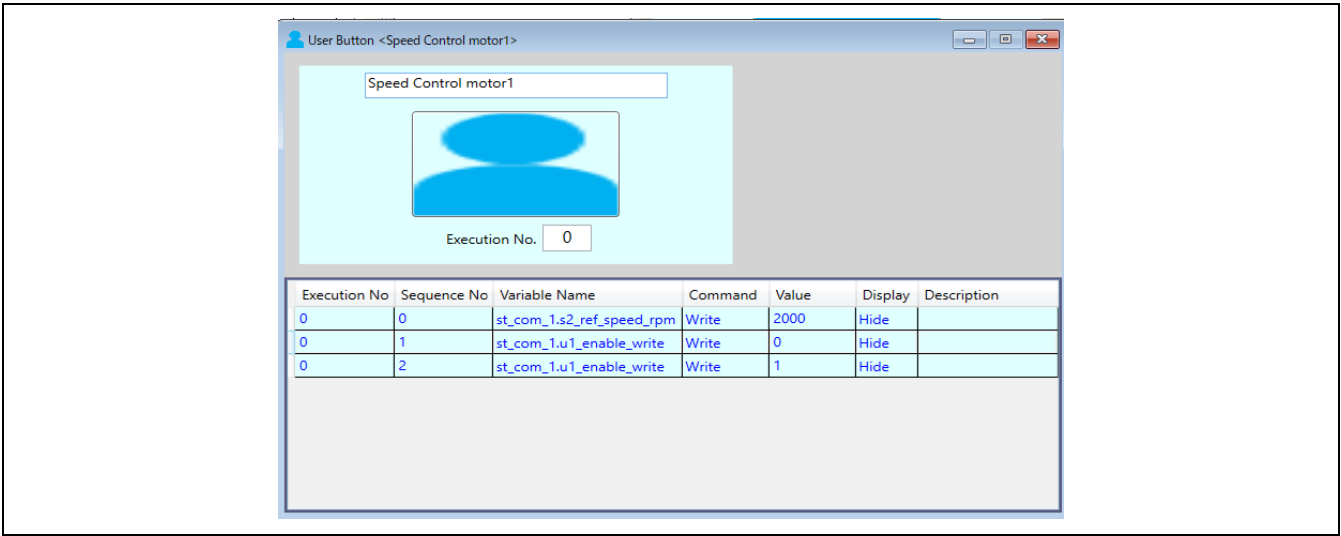 User Button <Speed Control motor1>
Speed Control motor1
Execution No. 0
Execution No Sequence No Variable Name Command Value Display Description
0 0 st_com_1.s2_ref_speed_rpm Write 2000 Hide
0 1 st_com_1.u1_enable_write Write 0 Hide
0 2 st_com_1.u1_enable_write Write 1 Hide